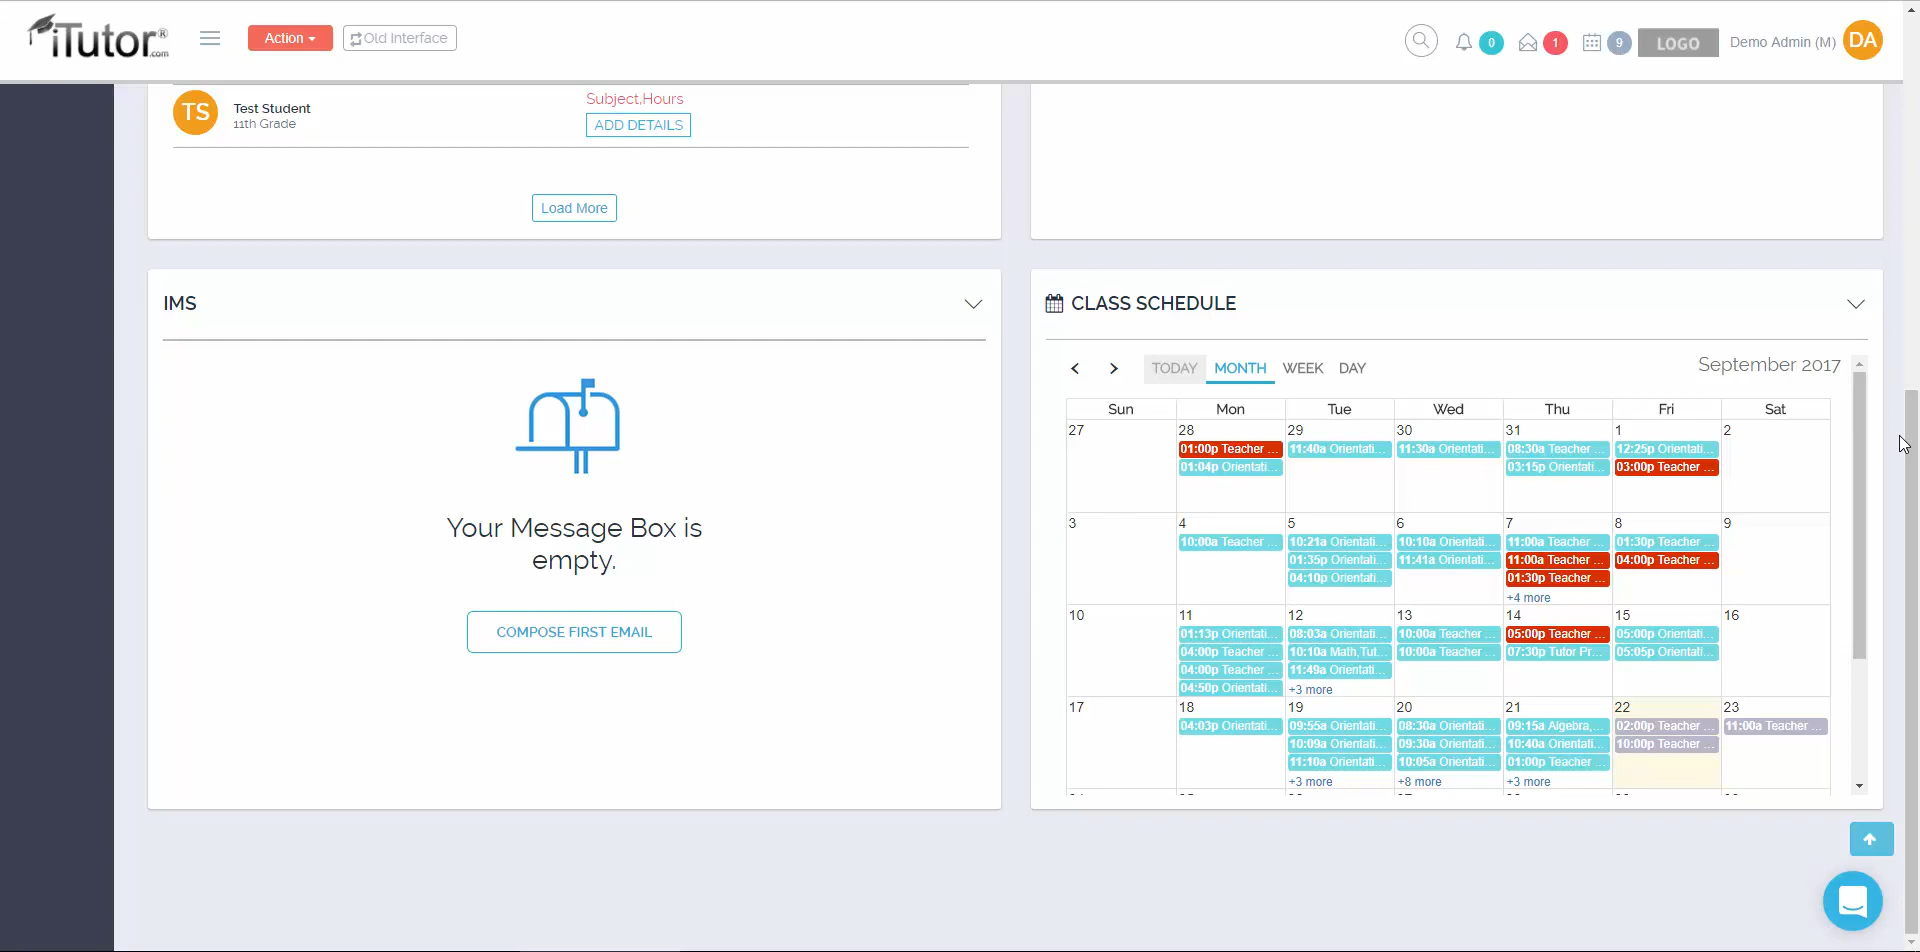 iTutor®.com
Action
Old Interface
0
1
9
LOGO
Demo Admin (M)
DA
TS
Test Student
11th Grade
Subject,Hours
ADD DETAILS
Load More
IMS
Your Message Box is
empty.
COMPOSE FIRST EMAIL
CLASS SCHEDULE
TODAY MONTH WEEK DAY
September 2017
Sun Mon Tue Wed Thu Fri Sat
27 28 29 30 31 1 2
01:00p Teacher ... 11:40a Orientati... 11:30a Orientati... 08:30a Teacher ... 12:25p Orientati...
01:04p Orientati... 03:15p Orientati... 03:00p Teacher ...
3 4 5 6 7 8 9
10:00a Teacher ... 10:21a Orientati... 10:10a Orientati... 11:00a Teacher ... 01:30p Teacher ...
01:35p Orientati... 11:41a Orientati... 11:00a Teacher ... 04:00p Teacher ...
04:10p Orientati... 01:30p Teacher ...
+4 more
10 11 12 13 14 15 16
01:13p Orientati... 08:03a Orientati... 10:00a Teacher ... 05:00p Teacher ... 05:00p Orientati...
04:00p Teacher ... 10:10a Math,Tut... 10:00a Teacher ... 07:30p Tutor Pr... 05:05p Orientati...
04:00p Teacher ... 11:49a Orientati...
04:50p Orientati... +3 more
17 18 19 20 21 22 23
04:03p Orientati... 09:55a Orientati... 08:30a Orientati... 09:15a Algebra,... 02:00p Teacher ... 11:00a Teacher ...
10:09a Orientati... 09:30a Orientati... 10:40a Orientati... 10:00p Teacher ...
11:10a Orientati... 10:05a Orientati... 01:00p Teacher ...
+3 more +8 more +3 more